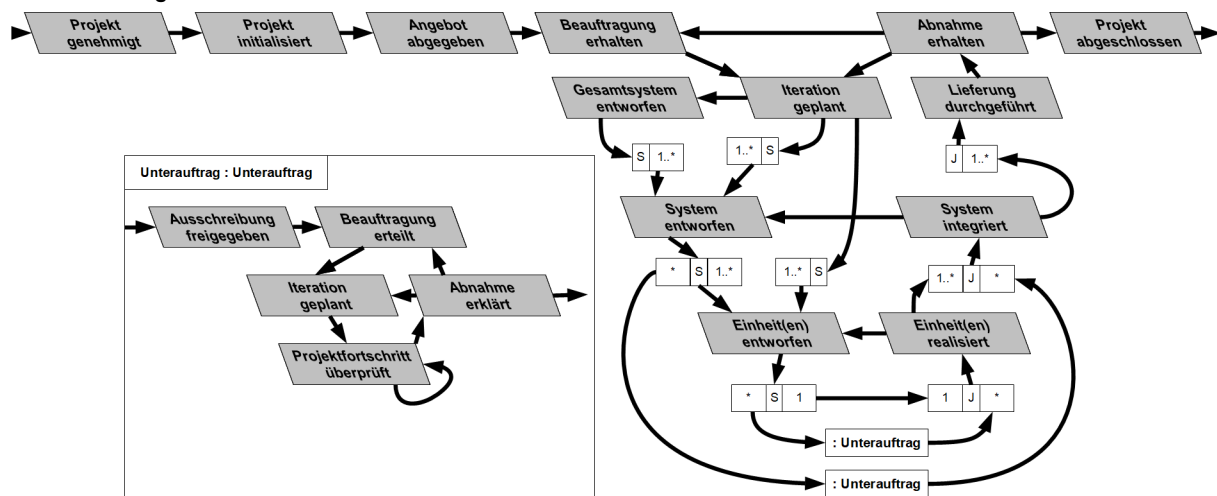 Projekt
genehmigt
Projekt
initialisiert
Angebot
abgegeben
Beauftragung
erhalten
Abnahme
erhalten
Projekt
abgeschlossen
Gesamtsystem
entworfen
Iteration
geplant
Lieferung
durchgeführt
S 1..*
1..* S
J 1..*
Unterauftrag : Unterauftrag
Ausschreibung
freigegeben
Beauftragung
erteilt
Iteration
geplant
Abnahme
erklärt
Projektfortschritt
überprüft
System
entworfen
System
integriert
* S 1..*
1..* S
1..* J *
Einheit(en)
entworfen
Einheit(en)
realisiert
* S 1
1 J *
: Unterauftrag
: Unterauftrag